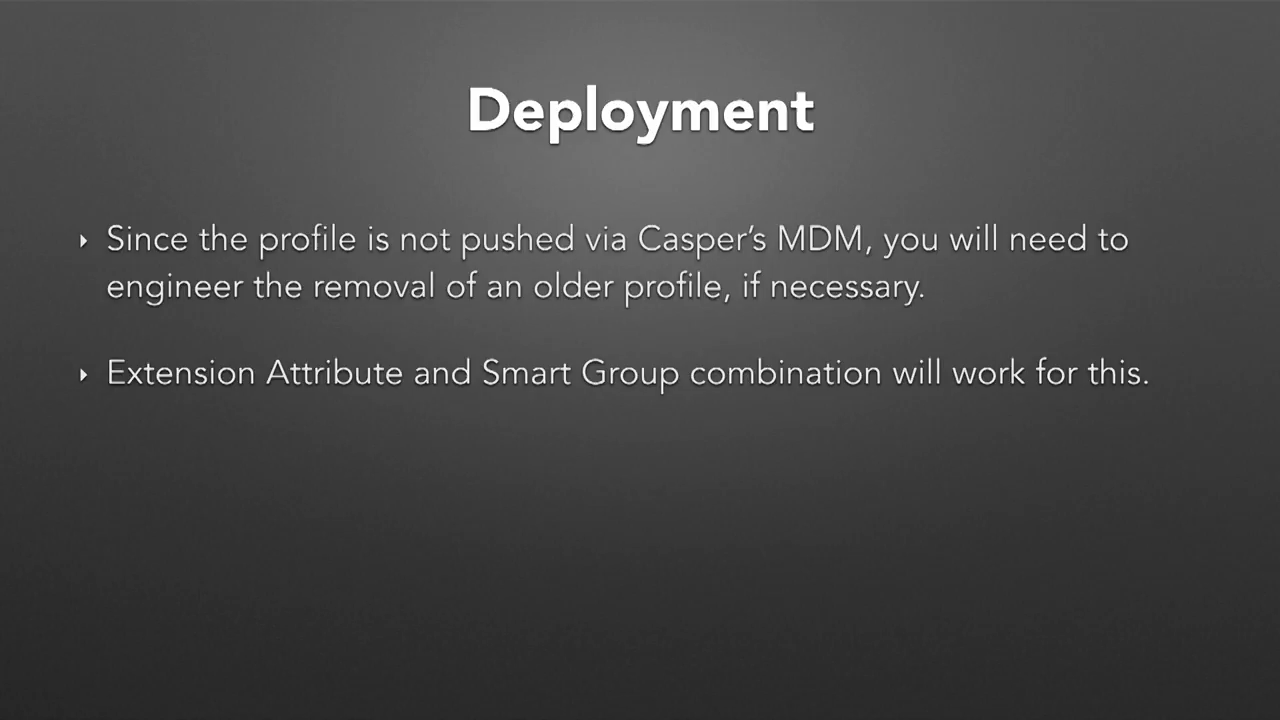 Deployment
‣ Since the profile is not pushed via Casper’s MDM, you will need to
engineer the removal of an older profile, if necessary.
‣ Extension Attribute and Smart Group combination will work for this.